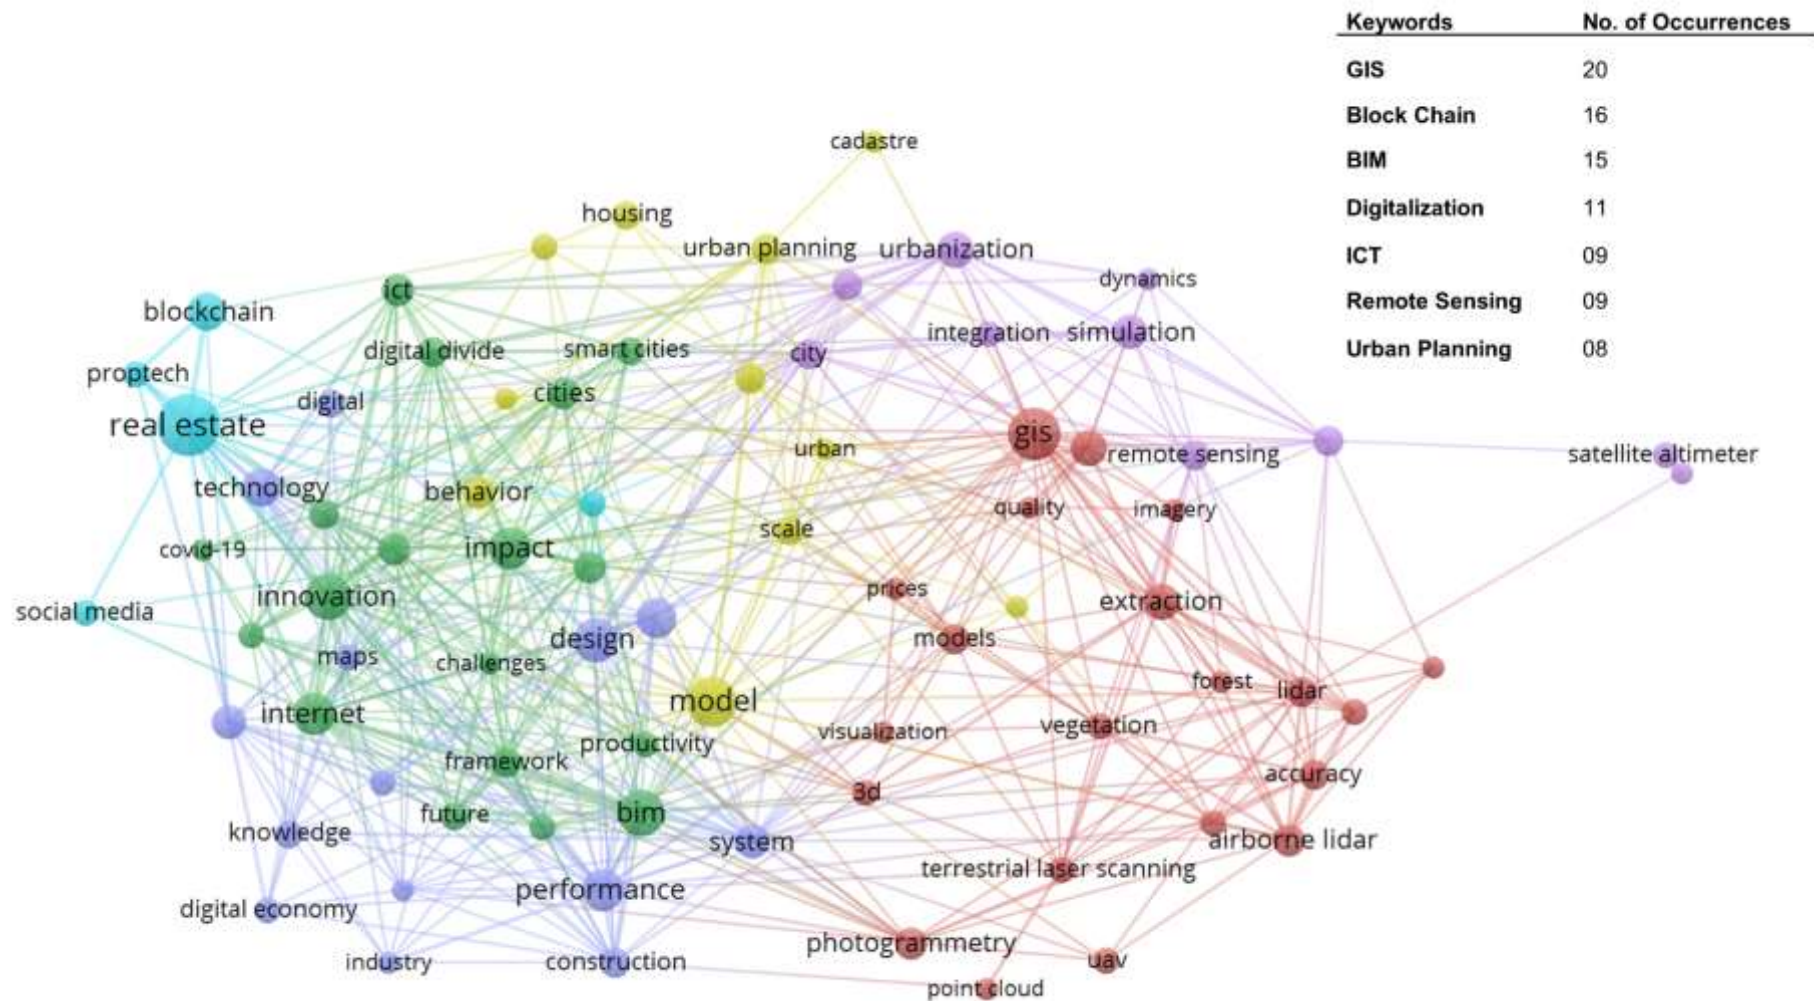 Keywords No. of Occurrences
GIS 20
Block Chain 16
BIM 15
Digitalization 11
ICT 09
Remote Sensing 09
Urban Planning 08
cadastre
housing
urban planning urbanization
dynamics
ict
blockchain
integration simulation
digital divide smart cities city
proptech
cities
digital
real estate
gis
urban
remote sensing satellite altimeter
technology behavior
quality imagery
scale
covid-19 impact
prices
innovation extraction
social media
design models
maps challenges
forest lidar
model
internet
visualization vegetation
productivity
framework
accuracy
3d
future bim
knowledge system airborne lidar
terrestrial laser scanning
performance
digital economy
photogrammetry
industry construction uav
point cloud